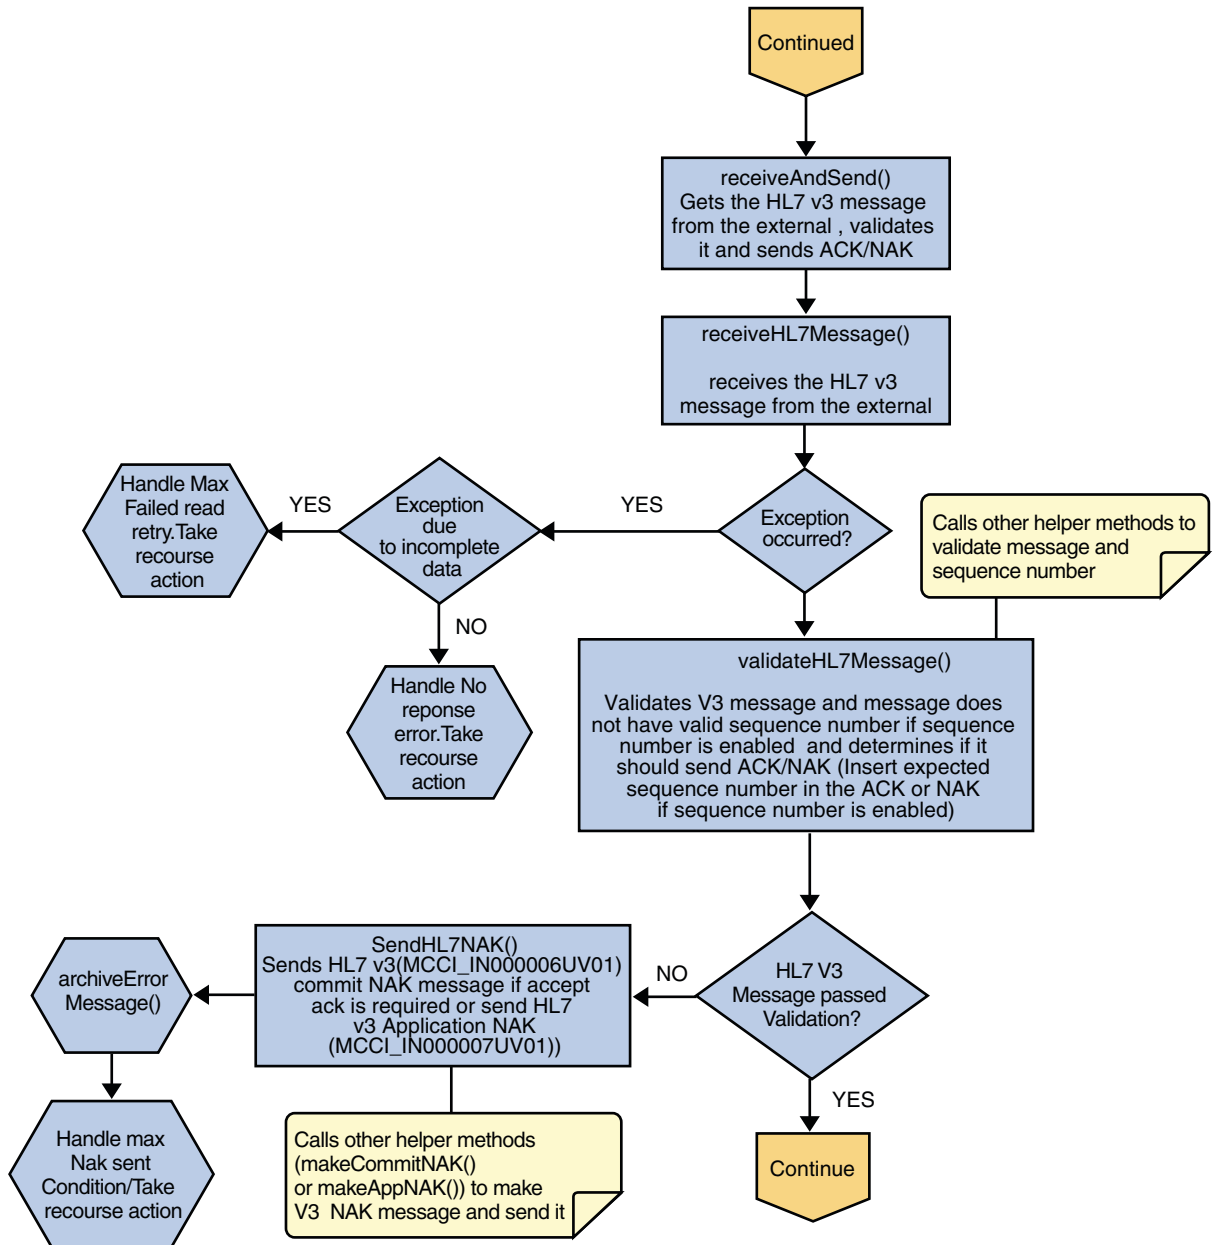 Continued
receiveAndSend()
Gets the HL7 v3 message
from the external , validates
it and sends ACK/NAK
receiveHL7Message()
receives the HL7 v3
message from the external
Exception
occurred?
YES
Exception
due
to incomplete
data
YES
Handle Max
Failed read
retry.Take
recourse
action
NO
Handle No
reponse
error.Take
recourse
action
Calls other helper methods to
validate message and
sequence number
validateHL7Message()
Validates V3 message and message does
not have valid sequence number if sequence
number is enabled  and determines if it
should send ACK/NAK (Insert expected
sequence number in the ACK or NAK
if sequence number is enabled)
HL7 V3
Message passed
Validation?
NO
SendHL7NAK()
Sends HL7 v3(MCCI_IN000006UV01)
commit NAK message if accept
ack is required or send HL7
v3 Application NAK
(MCCI_IN000007UV01))
archiveError
Message()
Handle max
Nak sent
Condition/Take
recourse action
Calls other helper methods
(makeCommitNAK()
or makeAppNAK()) to make
V3  NAK message and send it
YES
Continue